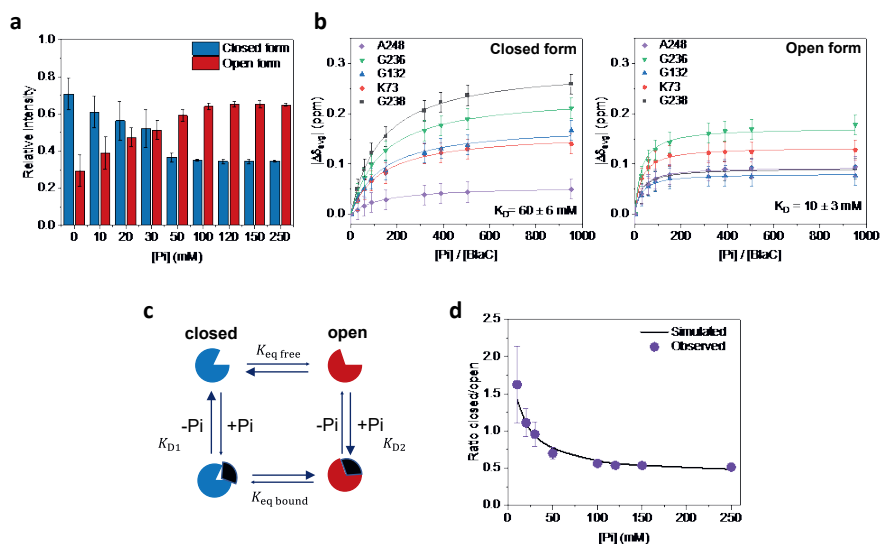 a
Closed form
Open form
Relative Intensity
1.0
0.8
0.6
0.4
0.2
0.0
0 10 20 30 50 100 120 150 250
[Pi] (mM)
b
A248
G236
G132
K73
G238
Closed form
|Δδavg| (ppm)
0.3
0.2
0.1
0.0
KD = 60 ± 6 mM
0 200 400 600 800 1000
[Pi] / [BlaC]
A248
G236
G132
K73
G238
Open form
|Δδavg| (ppm)
0.3
0.2
0.1
0.0
KD = 10 ± 3 mM
0 200 400 600 800 1000
[Pi] / [BlaC]
c
closed open
Keq free
-Pi +Pi -Pi +Pi
KD1 KD2
Keq bound
d
Simulated
Observed
Ratio closed/open
2.5
2.0
1.5
1.0
0.5
0.0
0 50 100 150 200 250
[Pi] (mM)